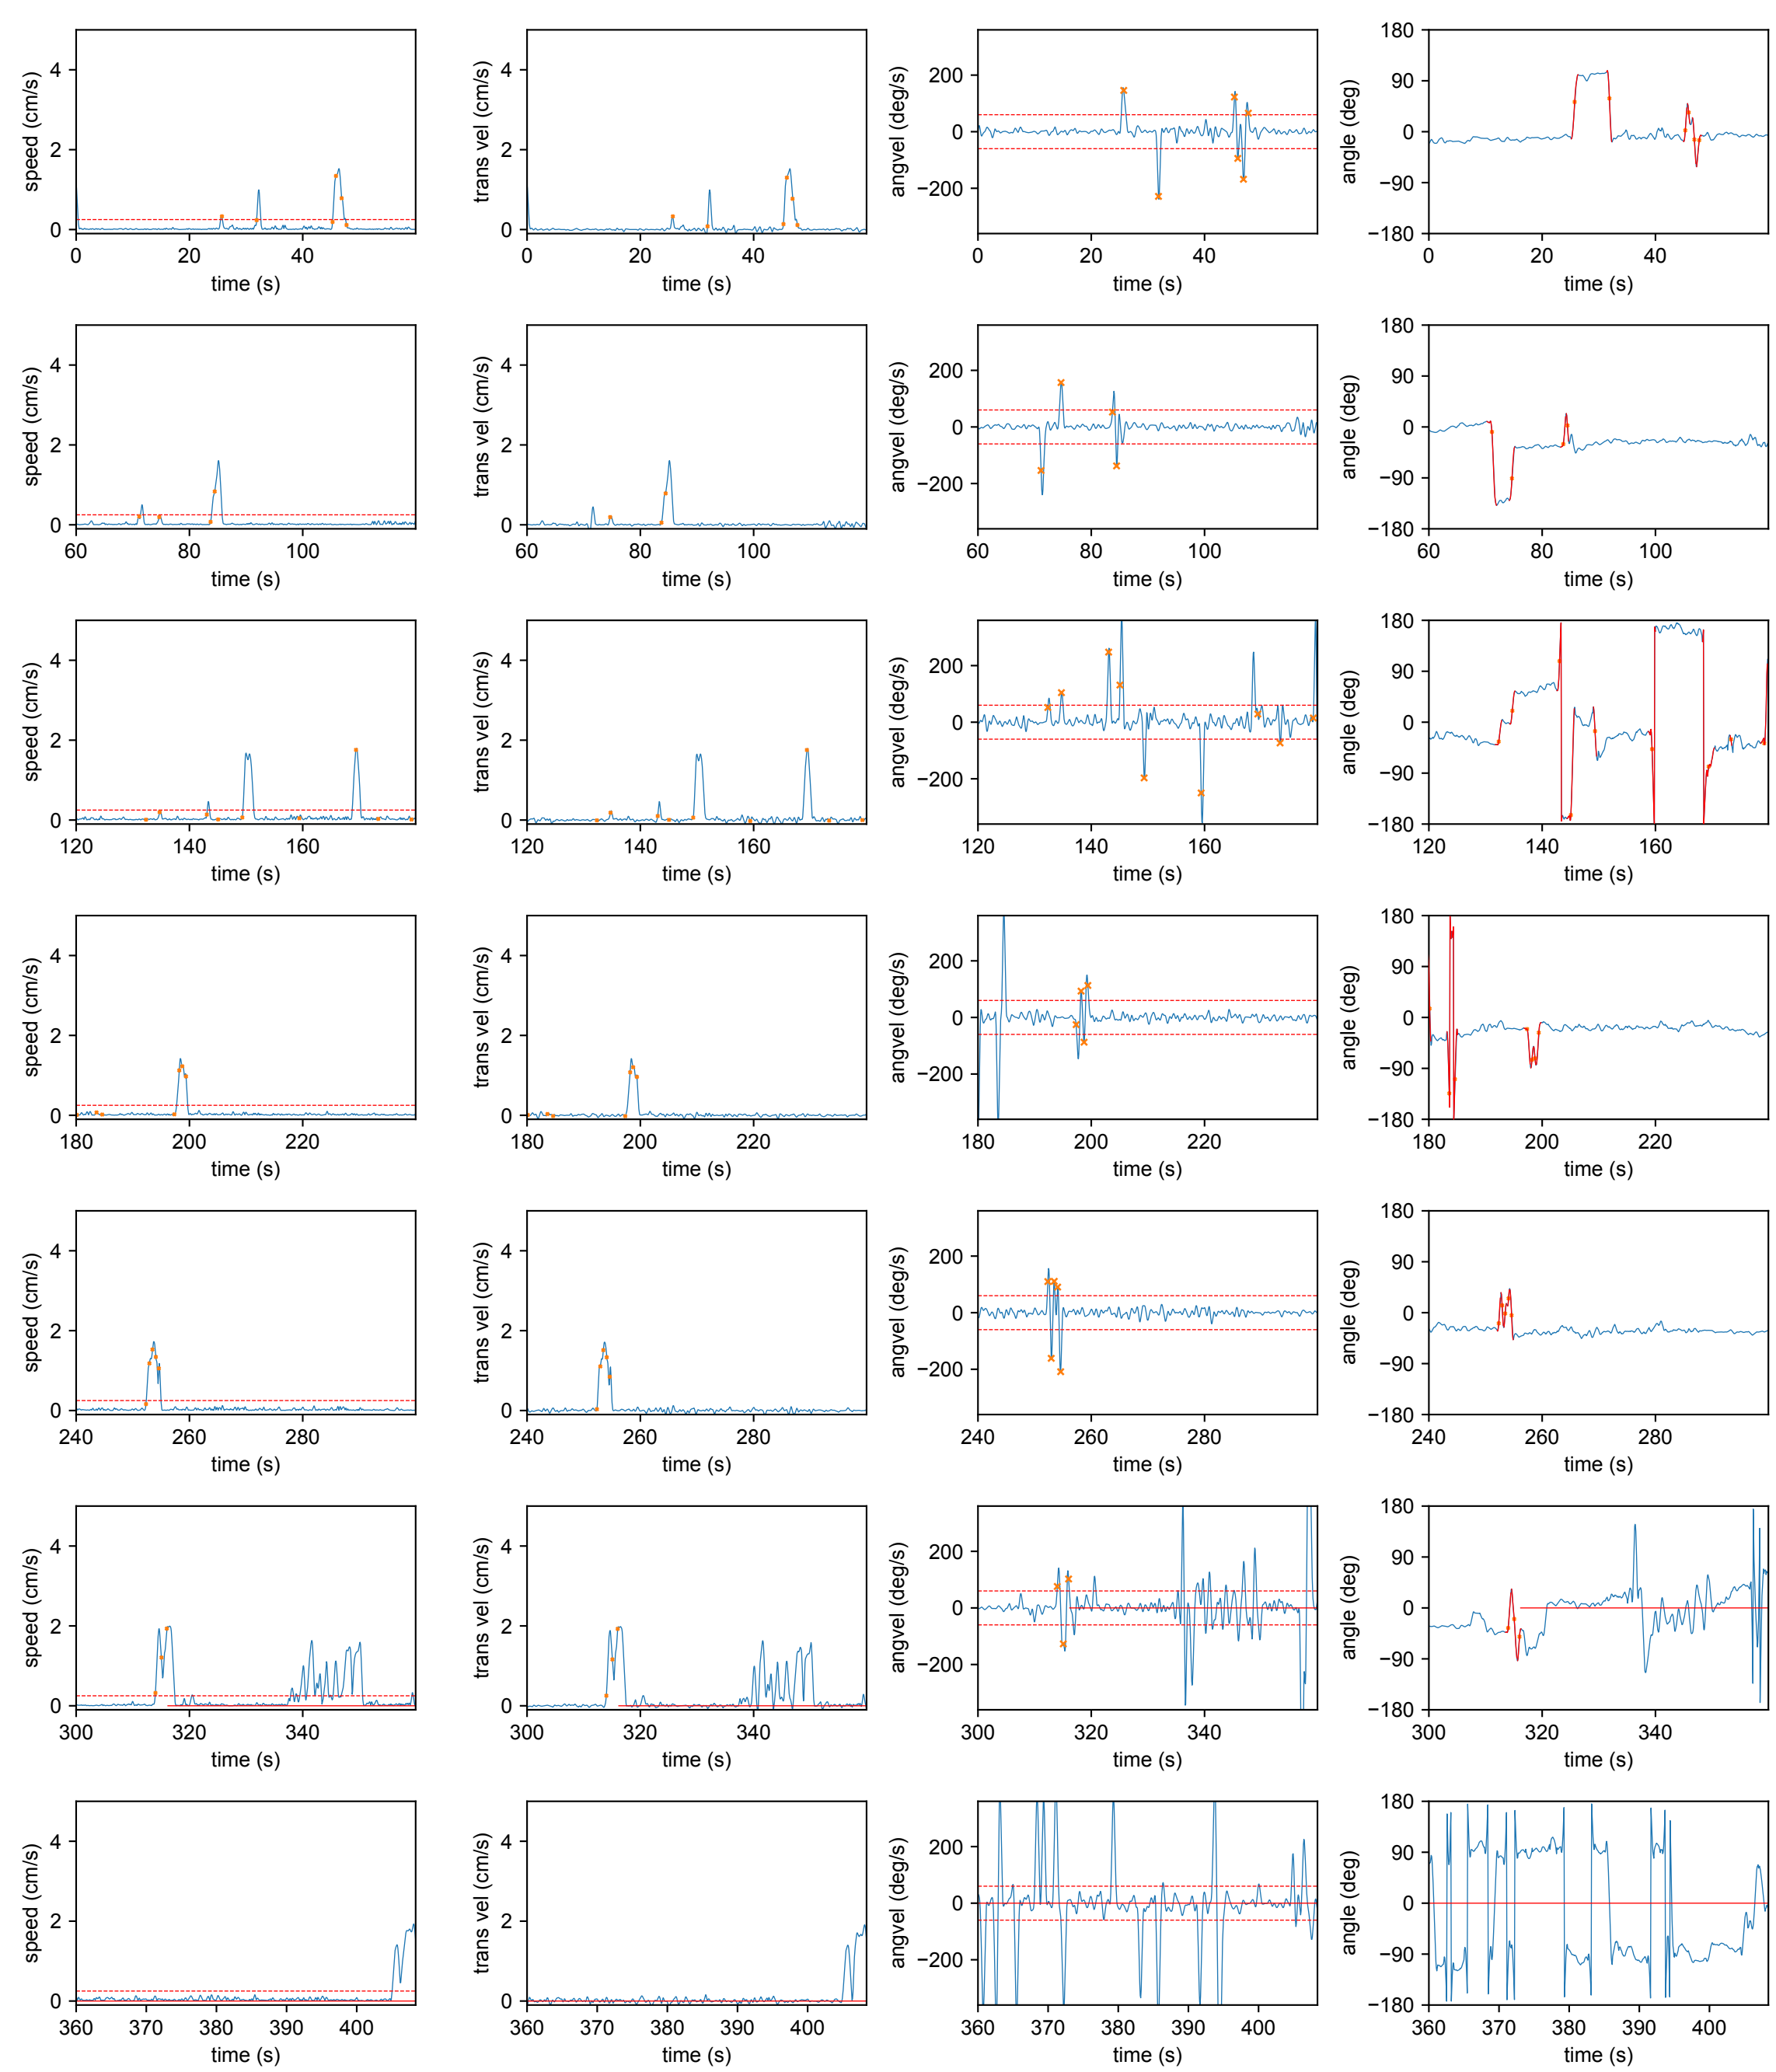 speed (cm/s)
4
2
0
0 20 40
time (s)
trans vel (cm/s)
4
2
0
0 20 40
time (s)
angvel (deg/s)
200
0
−200
0 20 40
time (s)
angle (deg)
180
90
0
−90
−180
0 20 40
time (s)
speed (cm/s)
4
2
0
60 80 100
time (s)
trans vel (cm/s)
4
2
0
60 80 100
time (s)
angvel (deg/s)
200
0
−200
60 80 100
time (s)
angle (deg)
180
90
0
−90
−180
60 80 100
time (s)
speed (cm/s)
4
2
0
120 140 160
time (s)
trans vel (cm/s)
4
2
0
120 140 160
time (s)
angvel (deg/s)
200
0
−200
120 140 160
time (s)
angle (deg)
180
90
0
−90
−180
120 140 160
time (s)
speed (cm/s)
4
2
0
180 200 220
time (s)
trans vel (cm/s)
4
2
0
180 200 220
time (s)
angvel (deg/s)
200
0
−200
180 200 220
time (s)
angle (deg)
180
90
0
−90
−180
180 200 220
time (s)
speed (cm/s)
4
2
0
240 260 280
time (s)
trans vel (cm/s)
4
2
0
240 260 280
time (s)
angvel (deg/s)
200
0
−200
240 260 280
time (s)
angle (deg)
180
90
0
−90
−180
240 260 280
time (s)
speed (cm/s)
4
2
0
300 320 340
time (s)
trans vel (cm/s)
4
2
0
300 320 340
time (s)
angvel (deg/s)
200
0
−200
300 320 340
time (s)
angle (deg)
180
90
0
−90
−180
300 320 340
time (s)
speed (cm/s)
4
2
0
360 370 380 390 400
time (s)
trans vel (cm/s)
4
2
0
360 370 380 390 400
time (s)
angvel (deg/s)
200
0
−200
360 370 380 390 400
time (s)
angle (deg)
180
90
0
−90
−180
360 370 380 390 400
time (s)